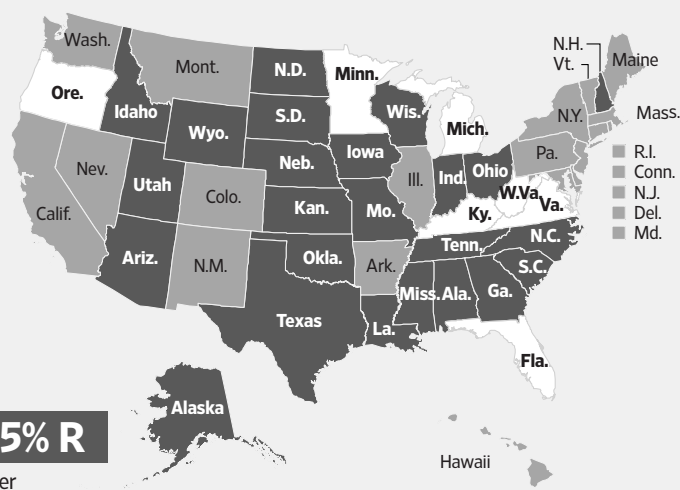 Wash.
Mont.
N.D.
Minn.
N.H.
Vt.
Maine
Ore.
Idaho
S.D.
Wis.
Mich.
N.Y.
Mass.
Wyo.
Iowa
Pa.
R.I.
Nev.
Neb.
Ill.
Ind.
Ohio
Conn.
Utah
Colo.
W.Va.
Va.
N.J.
Calif.
Kan.
Mo.
Ky.
Del.
Md.
Ariz.
N.M.
Okla.
Ark.
Tenn.
N.C.
S.C.
Miss.
Ala.
Ga.
Texas
La.
Fla.
Alaska
5% R
Hawaii
er